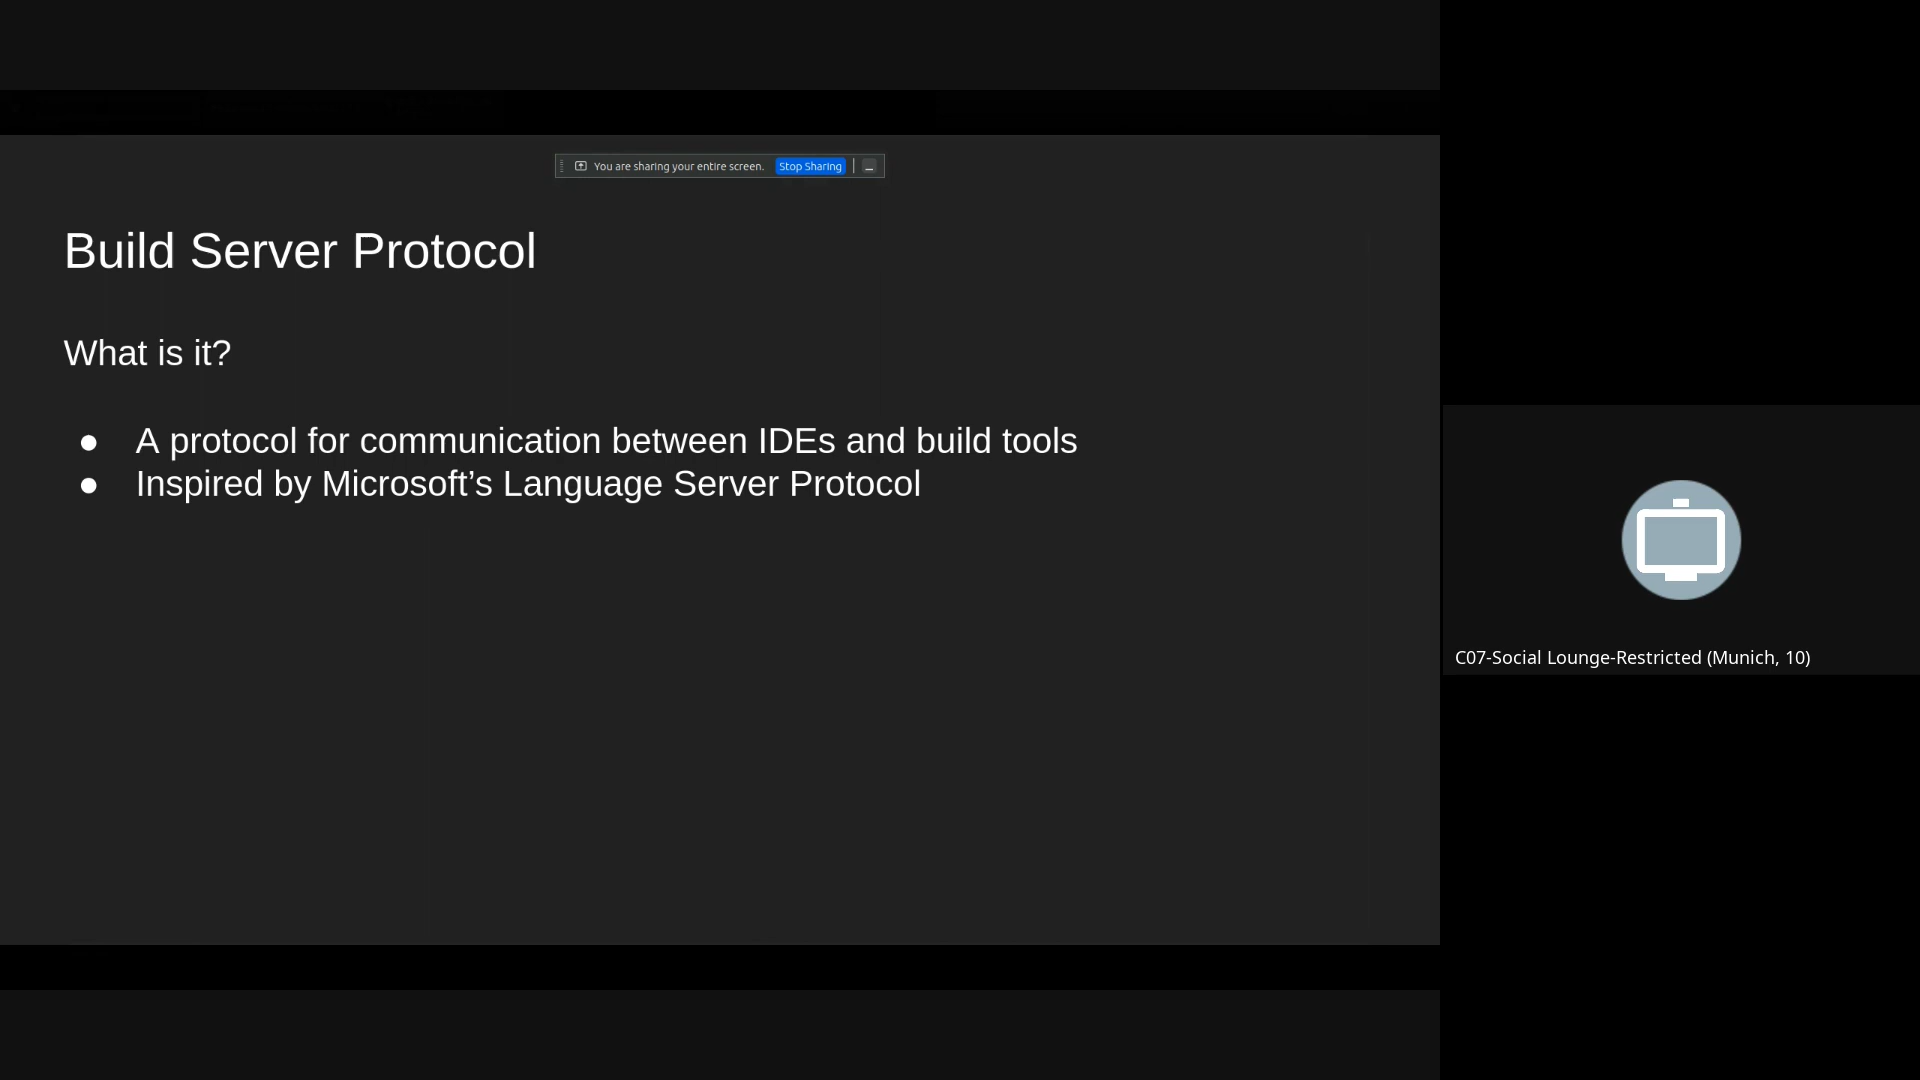 You are sharing your entire screen. Stop Sharing
Build Server Protocol
What is it?
● A protocol for communication between IDEs and build tools
● Inspired by Microsoft’s Language Server Protocol
C07-Social Lounge-Restricted (Munich, 10)